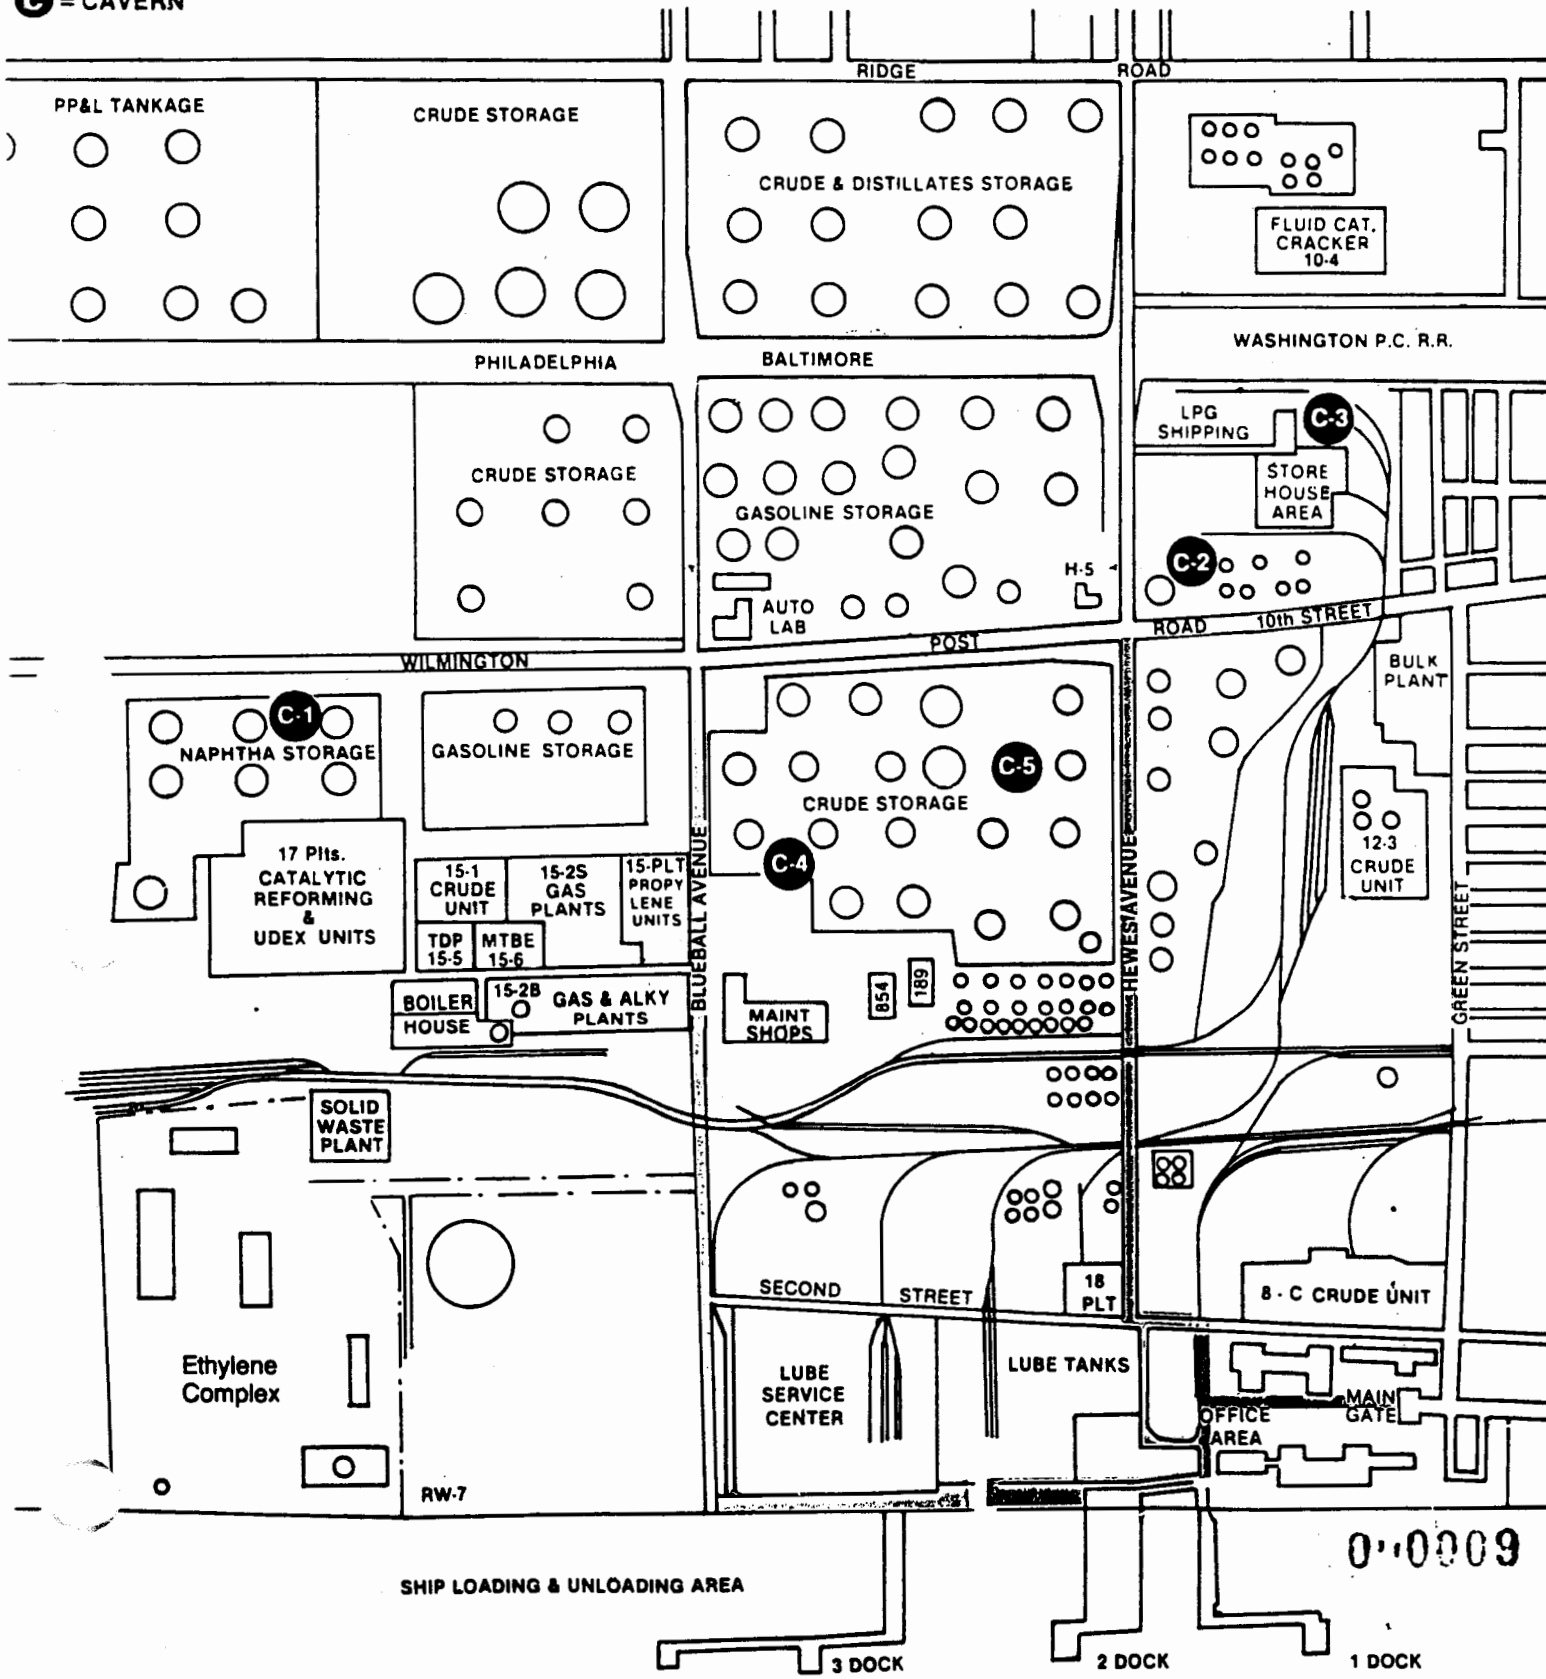 C = CAVERN
RIDGE ROAD
PP&L TANKAGE
CRUDE STORAGE
CRUDE & DISTILLATES STORAGE
FLUID CAT.
CRACKER
10-4
PHILADELPHIA
BALTIMORE
WASHINGTON P.C. R.R.
LPG
SHIPPING
C-3
CRUDE STORAGE
GASOLINE STORAGE
STORE
HOUSE
AREA
C-2
H-5
AUTO
LAB
WILMINGTON
POST
ROAD
10th STREET
BULK
PLANT
C-1
NAPHTHA STORAGE
GASOLINE STORAGE
C-5
CRUDE STORAGE
C-4
12-3
CRUDE
UNIT
17 Plts.
CATALYTIC
REFORMING
&
UDEX UNITS
15-1
CRUDE
UNIT
15-2S
GAS
PLANTS
15-PLT
PROPY
LENE
UNITS
TDP
15-5
MTBE
15-6
BLUEBALL AVENUE
HEWES AVENUE
GREEN STREET
BOILER
HOUSE
15-2B
GAS & ALKY
PLANTS
MAINT
SHOPS
854
189
SOLID
WASTE
PLANT
SECOND STREET
18
PLT
8 - C CRUDE UNIT
Ethylene
Complex
LUBE
SERVICE
CENTER
LUBE TANKS
MAIN
GATE
OFFICE
AREA
RW-7
SHIP LOADING & UNLOADING AREA
3 DOCK
2 DOCK
1 DOCK